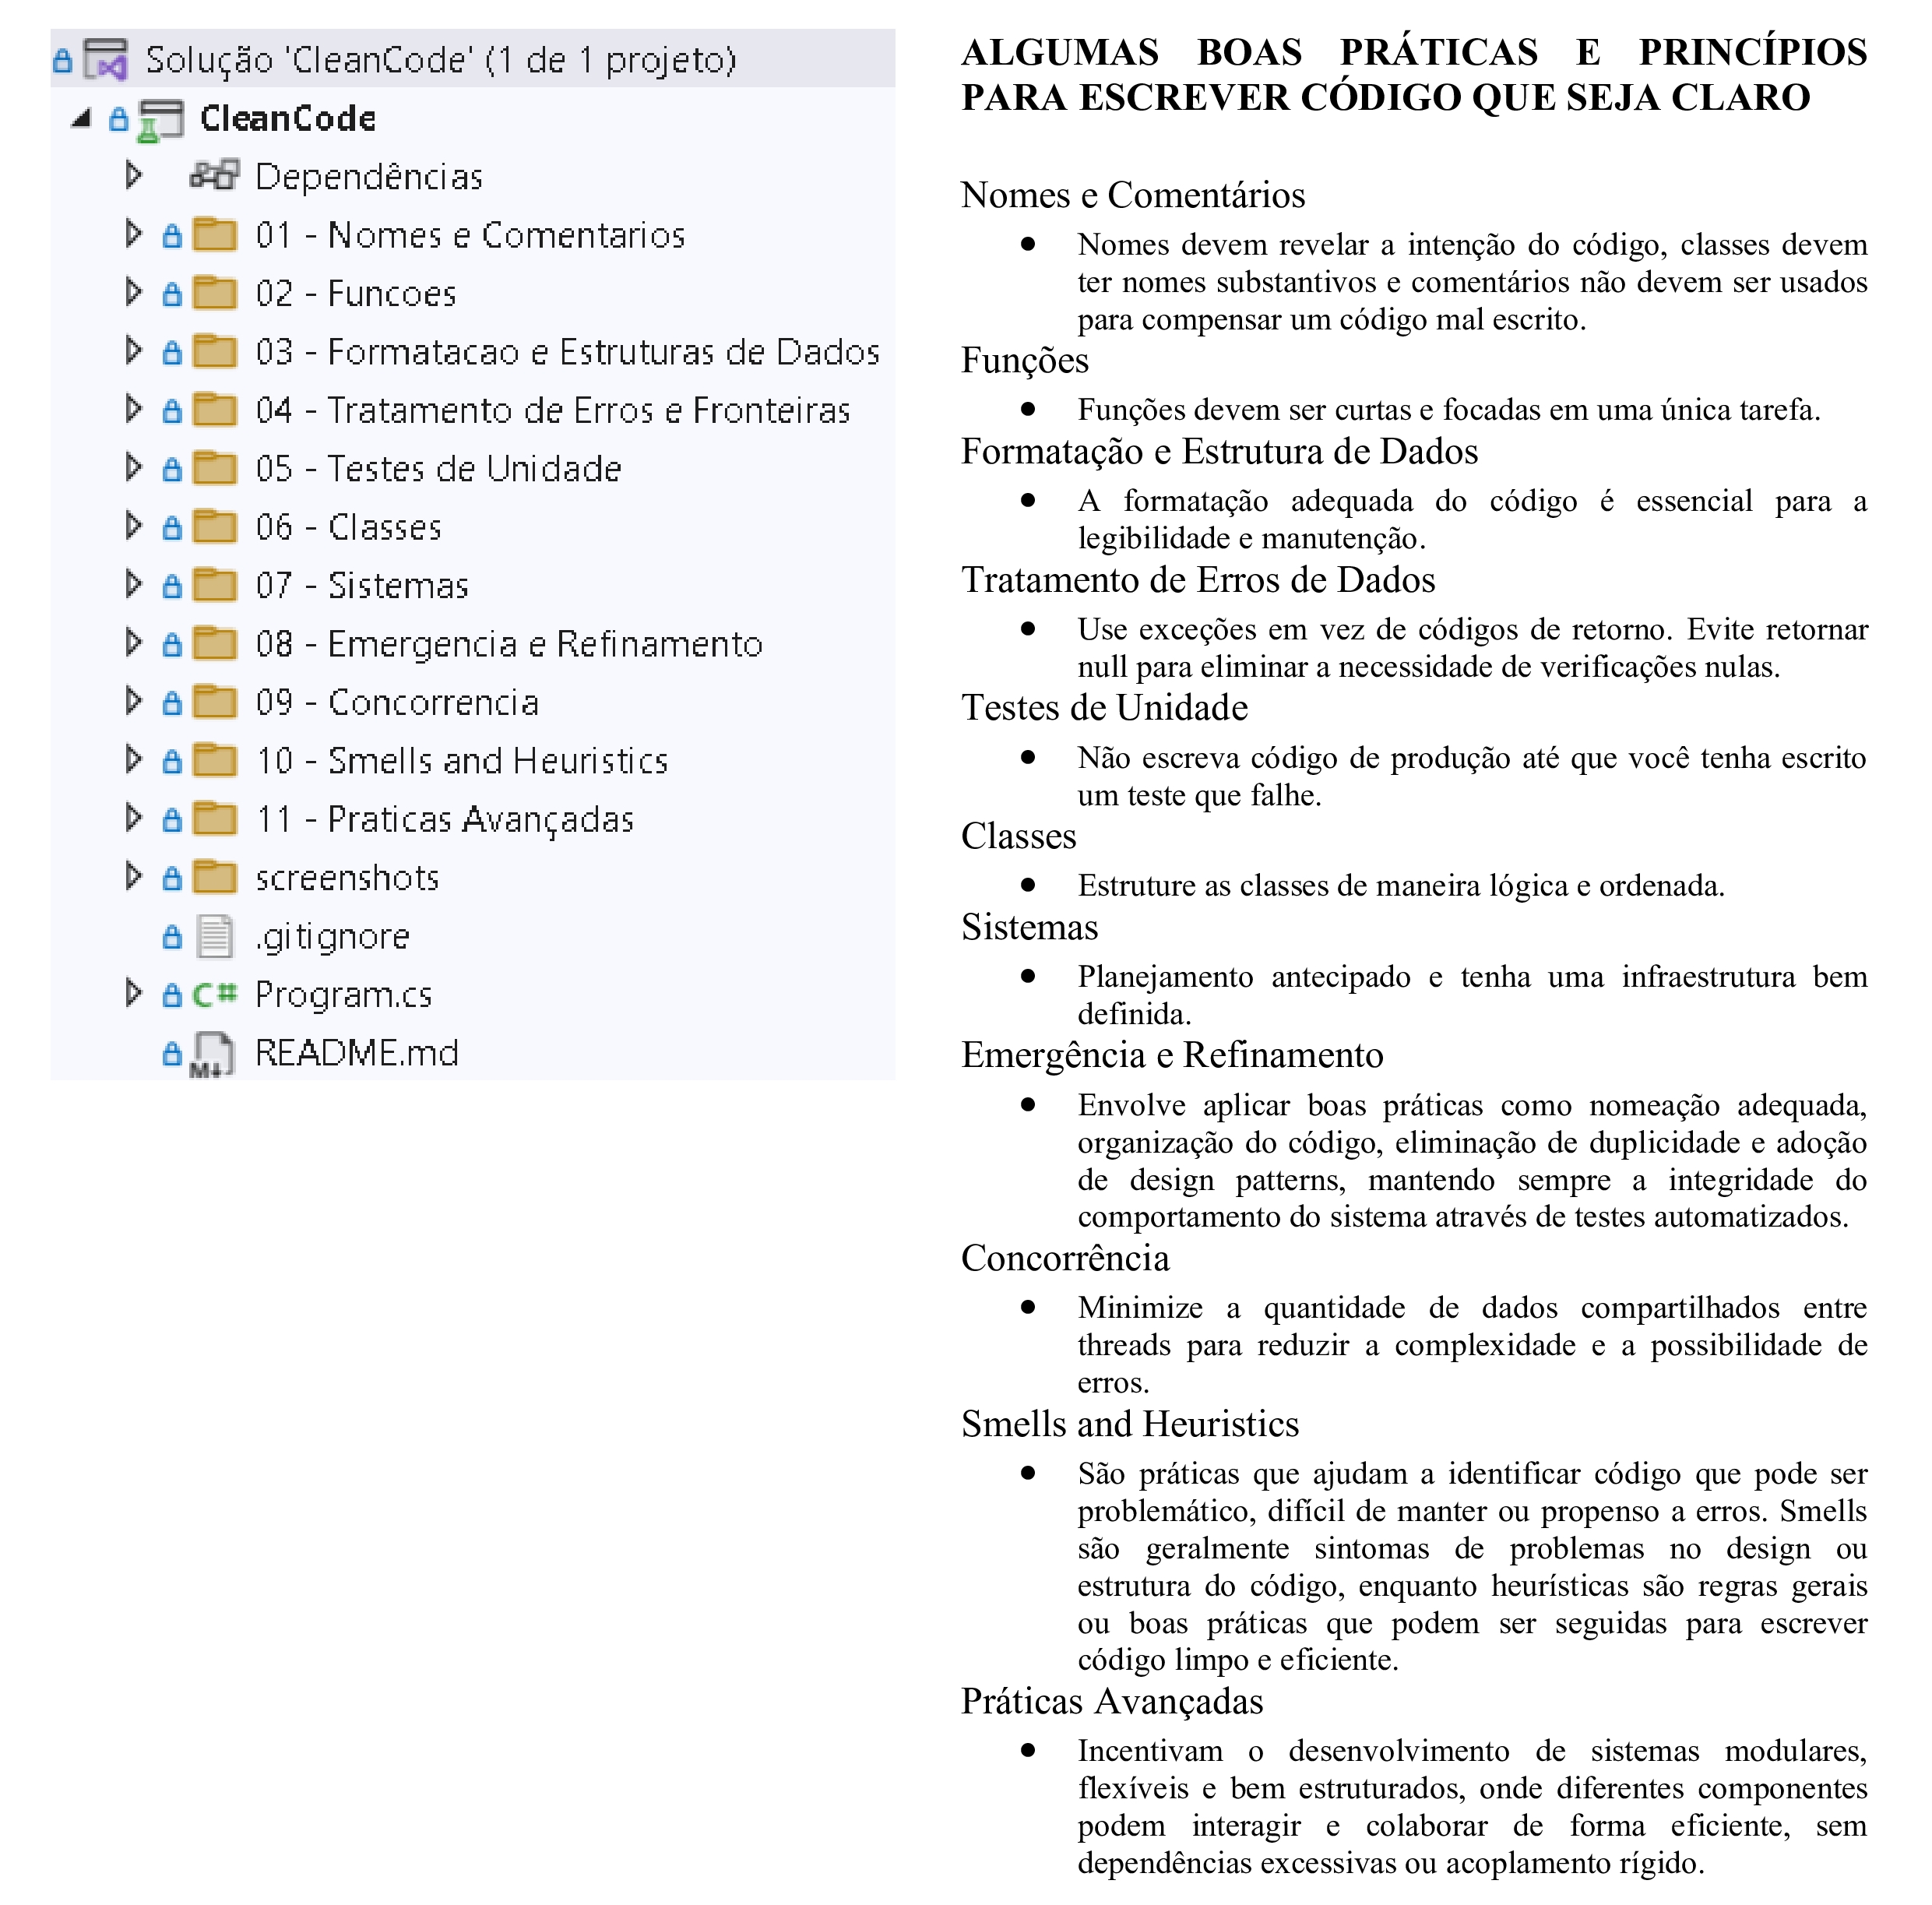 Solução 'CleanCode' (1 de 1 projeto)
CleanCode
Dependências
01 - Nomes e Comentarios
02 - Funcoes
03 - Formatacao e Estruturas de Dados
04 - Tratamento de Erros e Fronteiras
05 - Testes de Unidade
06 - Classes
07 - Sistemas
08 - Emergencia e Refinamento
09 - Concorrencia
10 - Smells and Heuristics
11 - Praticas Avançadas
screenshots
.gitignore
C# Program.cs
M↓ README.md
ALGUMAS BOAS PRÁTICAS E PRINCÍPIOS
PARA ESCREVER CÓDIGO QUE SEJA CLARO
Nomes e Comentários
• Nomes devem revelar a intenção do código, classes devem
ter nomes substantivos e comentários não devem ser usados
para compensar um código mal escrito.
Funções
• Funções devem ser curtas e focadas em uma única tarefa.
Formatação e Estrutura de Dados
• A formatação adequada do código é essencial para a
legibilidade e manutenção.
Tratamento de Erros de Dados
• Use exceções em vez de códigos de retorno. Evite retornar
null para eliminar a necessidade de verificações nulas.
Testes de Unidade
• Não escreva código de produção até que você tenha escrito
um teste que falhe.
Classes
• Estruture as classes de maneira lógica e ordenada.
Sistemas
• Planejamento antecipado e tenha uma infraestrutura bem
definida.
Emergência e Refinamento
• Envolve aplicar boas práticas como nomeação adequada,
organização do código, eliminação de duplicidade e adoção
de design patterns, mantendo sempre a integridade do
comportamento do sistema através de testes automatizados.
Concorrência
• Minimize a quantidade de dados compartilhados entre
threads para reduzir a complexidade e a possibilidade de
erros.
Smells and Heuristics
• São práticas que ajudam a identificar código que pode ser
problemático, difícil de manter ou propenso a erros. Smells
são geralmente sintomas de problemas no design ou
estrutura do código, enquanto heurísticas são regras gerais
ou boas práticas que podem ser seguidas para escrever
código limpo e eficiente.
Práticas Avançadas
• Incentivam o desenvolvimento de sistemas modulares,
flexíveis e bem estruturados, onde diferentes componentes
podem interagir e colaborar de forma eficiente, sem
dependências excessivas ou acoplamento rígido.